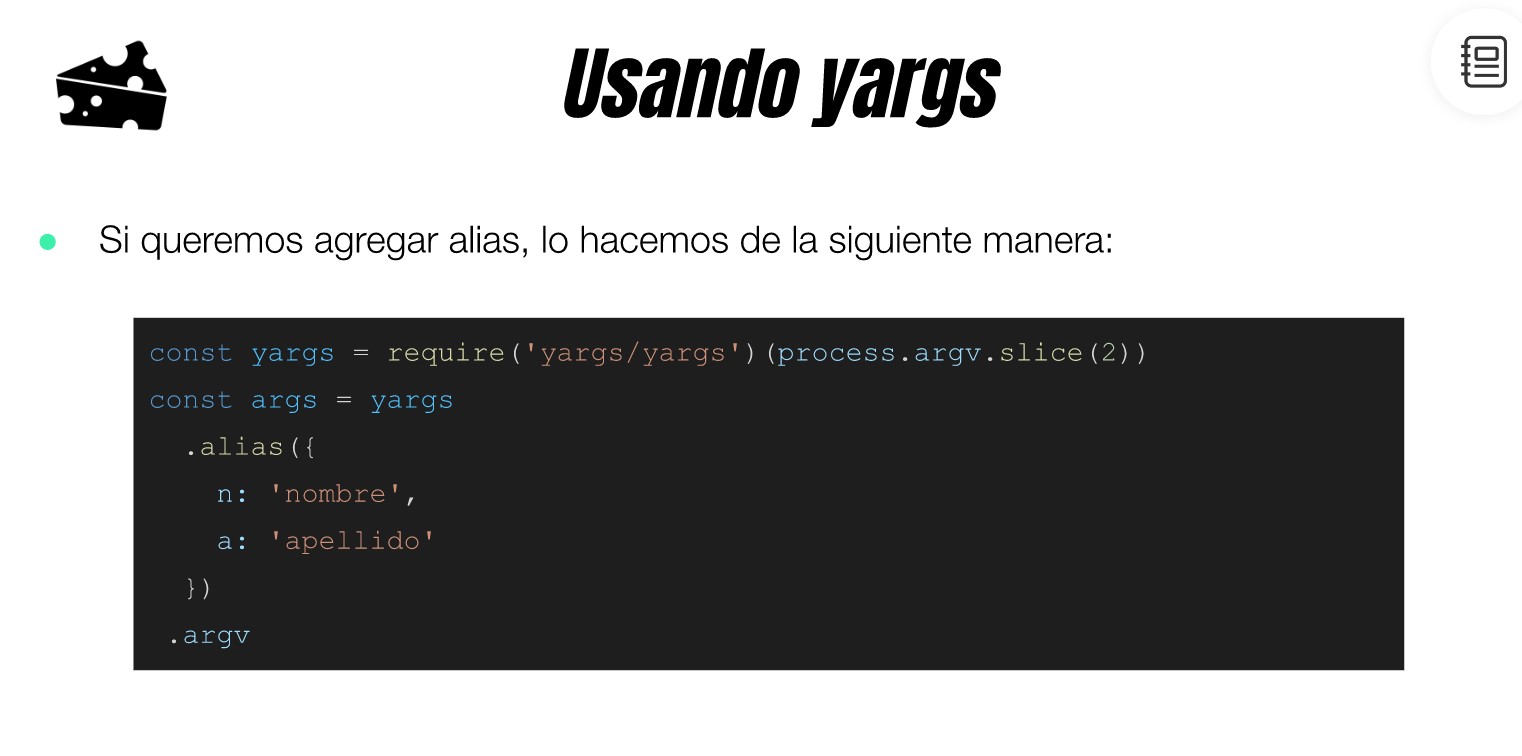 Usando yargs
Si queremos agregar alias, lo hacemos de la siguiente manera:
const yargs = require('yargs/yargs')(process.argv.slice(2))
const args = yargs
  .alias({
    n: 'nombre',
    a: 'apellido'
  })
 .argv